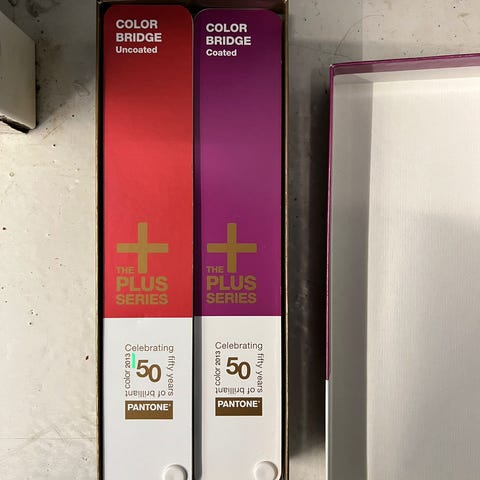 COLOR
BRIDGE
Uncoated
THE
PLUS
SERIES
Celebrating
fifty years
of brilliant
color 2013
50
PANTONE®
COLOR
BRIDGE
Coated
THE
PLUS
SERIES
Celebrating
fifty years
of brilliant
color 2013
50
PANTONE®